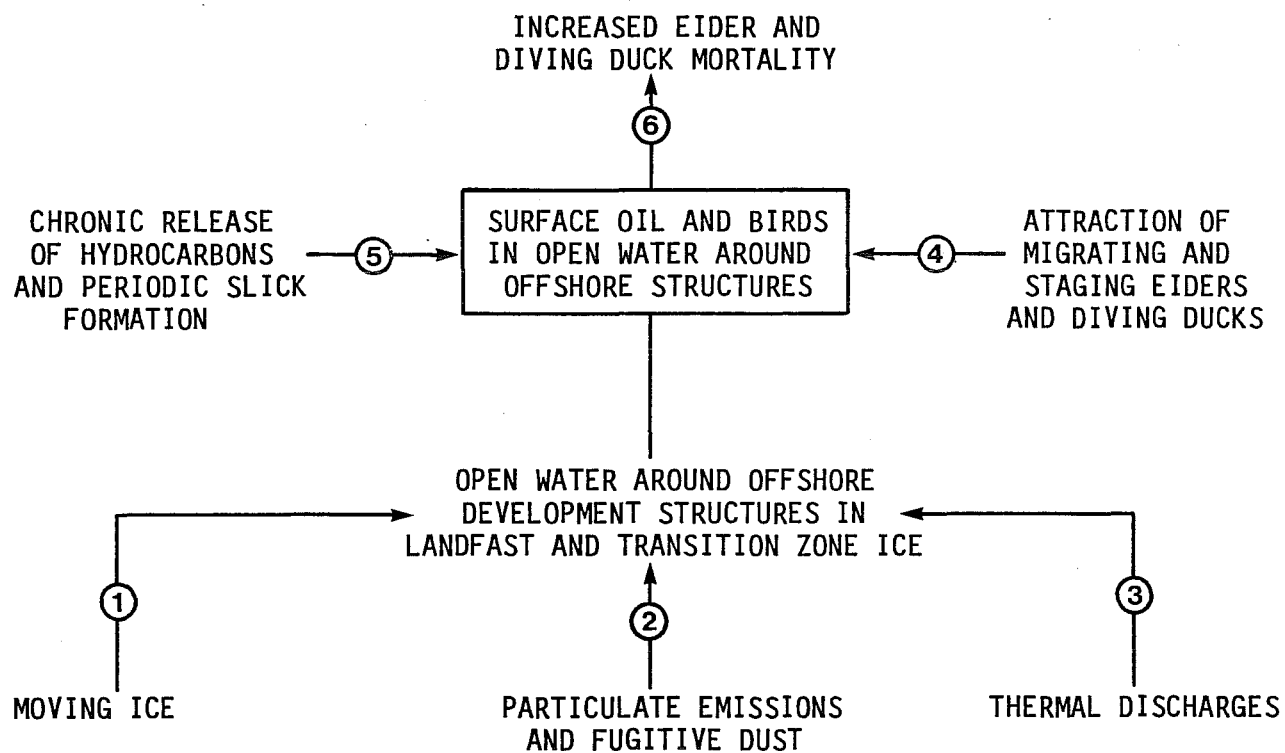 INCREASED EIDER AND
DIVING DUCK MORTALITY
6
CHRONIC RELEASE
OF HYDROCARBONS
AND PERIODIC SLICK
FORMATION
5
SURFACE OIL AND BIRDS
IN OPEN WATER AROUND
OFFSHORE STRUCTURES
4
ATTRACTION OF
MIGRATING AND
STAGING EIDERS
AND DIVING DUCKS
OPEN WATER AROUND OFFSHORE
DEVELOPMENT STRUCTURES IN
LANDFAST AND TRANSITION ZONE ICE
1
2
3
MOVING ICE
PARTICULATE EMISSIONS
AND FUGITIVE DUST
THERMAL DISCHARGES